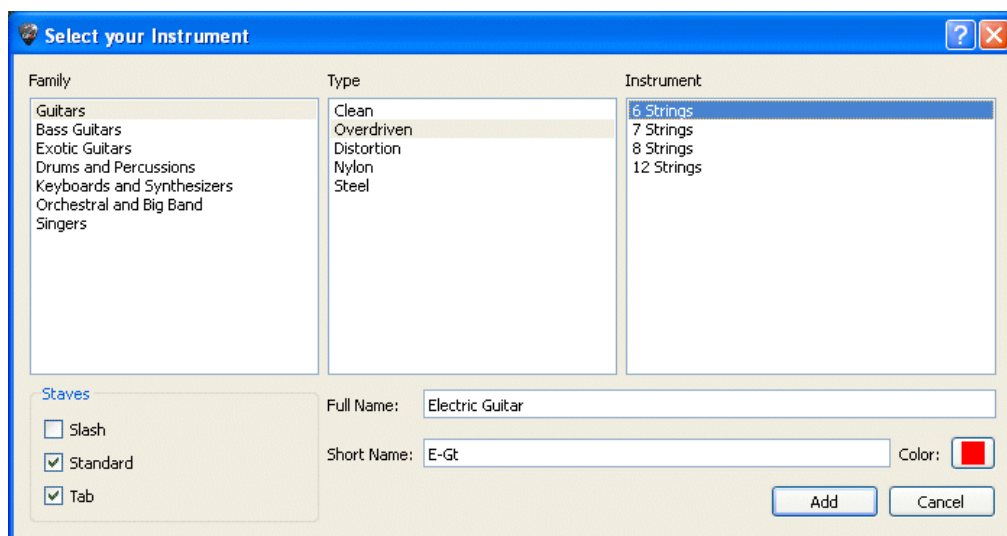 Select your Instrument
Family
Type
Instrument
Guitars
Bass Guitars
Exotic Guitars
Drums and Percussions
Keyboards and Synthesizers
Orchestral and Big Band
Singers
Clean
Overdriven
Distortion
Nylon
Steel
6 Strings
7 Strings
8 Strings
12 Strings
Staves
Slash
Standard
Tab
Full Name: Electric Guitar
Short Name: E-Gt
Color:
Add
Cancel